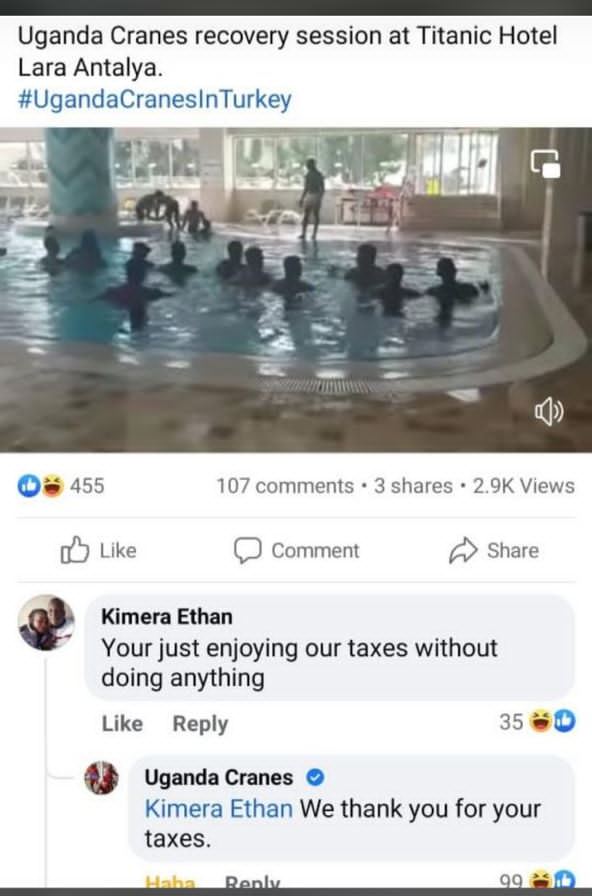 Uganda Cranes recovery session at Titanic Hotel
Lara Antalya.
#UgandaCranesInTurkey
455
107 comments • 3 shares • 2.9K Views
Like
Comment
Share
Kimera Ethan
Your just enjoying our taxes without
doing anything
Like Reply
35
Uganda Cranes
Kimera Ethan We thank you for your
taxes.
Haha Reply
99